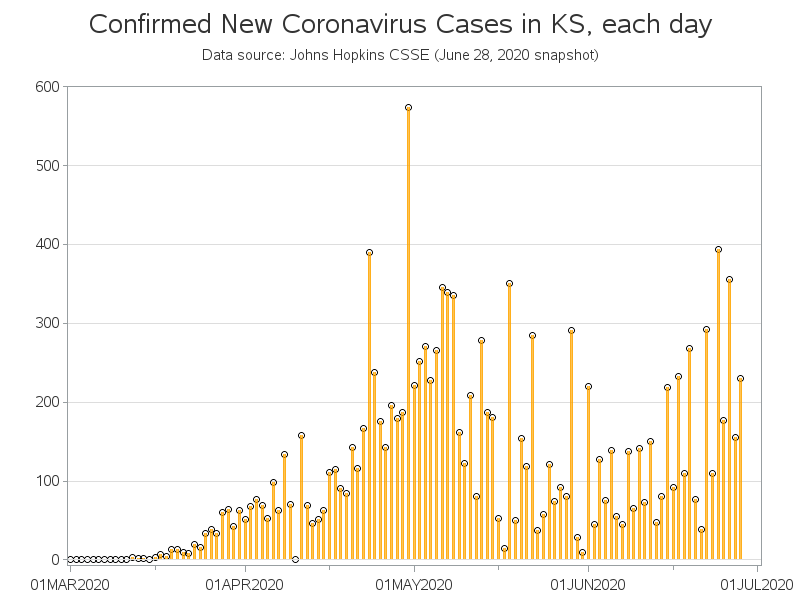 Confirmed New Coronavirus Cases in KS, each day
Data source: Johns Hopkins CSSE (June 28, 2020 snapshot)
600
500
400
300
200
100
0
01MAR2020 01APR2020 01MAY2020 01JUN2020 01JUL2020